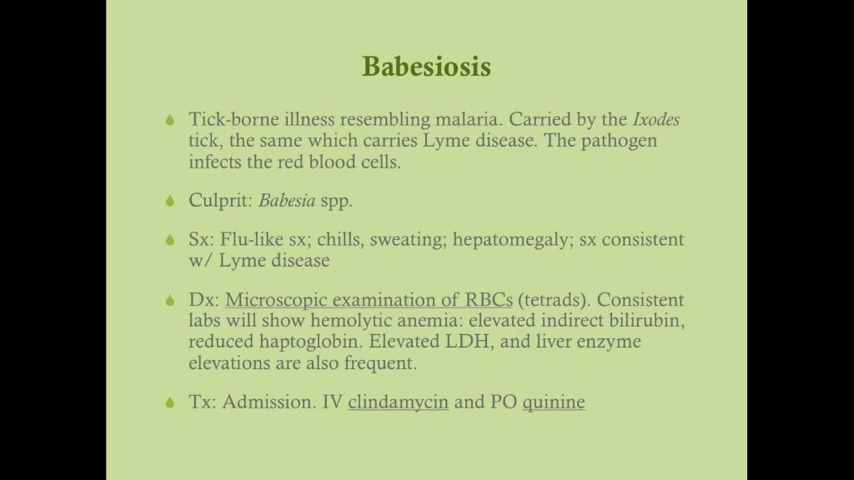 Babesiosis
Tick-borne illness resembling malaria. Carried by the Ixodes
tick, the same which carries Lyme disease. The pathogen
infects the red blood cells.
Culprit: Babesia spp.
Sx: Flu-like sx; chills, sweating; hepatomegaly; sx consistent
w/ Lyme disease
Dx: Microscopic examination of RBCs (tetrads). Consistent
labs will show hemolytic anemia: elevated indirect bilirubin,
reduced haptoglobin. Elevated LDH, and liver enzyme
elevations are also frequent.
Tx: Admission. IV clindamycin and PO quinine